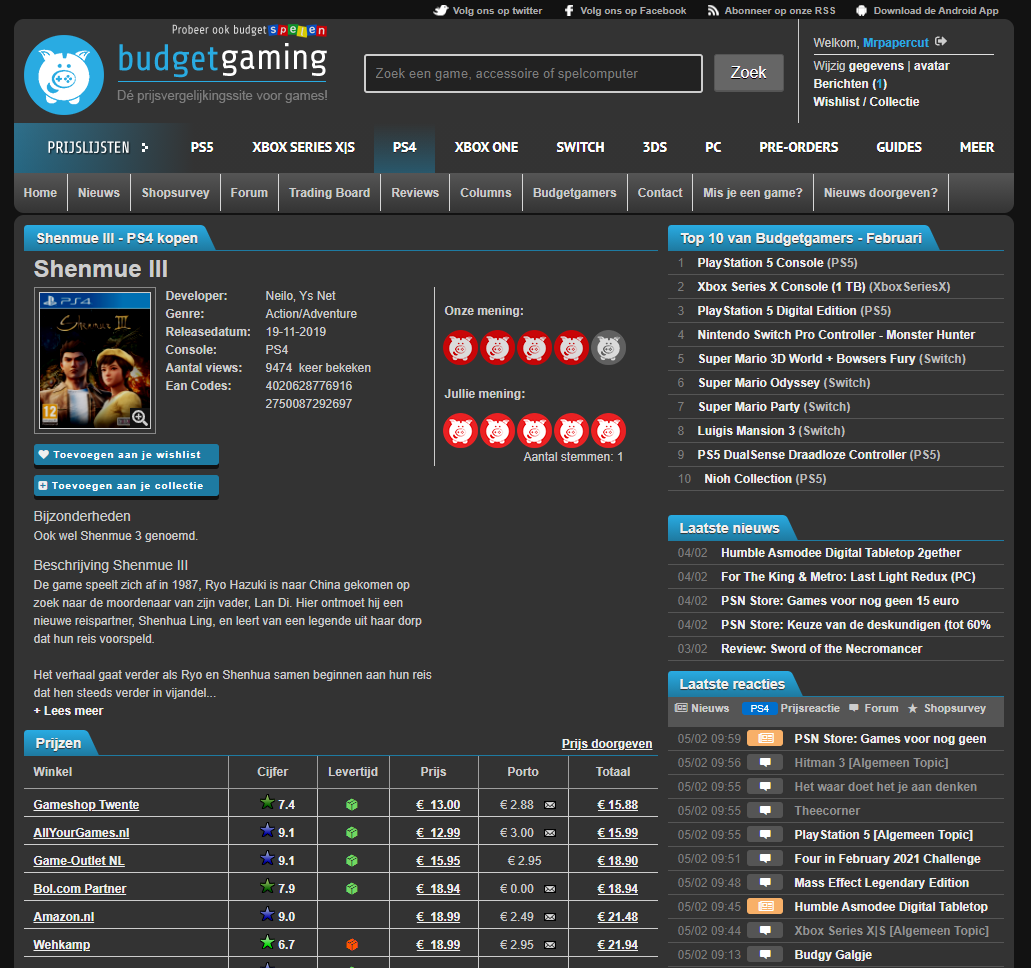 Volg ons op twitter Volg ons op Facebook Abonneer op onze RSS Download de Android App
Probeer ook budget spelen
budgetgaming
Dé prijsvergelijkingssite voor games!
Zoek een game, accessoire of spelcomputer
Zoek
Welkom, Mrpapercut
Wijzig gegevens | avatar
Berichten (1)
Wishlist / Collectie
PRIJSLIJSTEN PS5 XBOX SERIES X|S PS4 XBOX ONE SWITCH 3DS PC PRE-ORDERS GUIDES MEER
Home Nieuws Shopsurvey Forum Trading Board Reviews Columns Budgetgamers Contact Mis je een game? Nieuws doorgeven?
Shenmue III - PS4 kopen
Shenmue III
PS4
Shenmue III
12
Developer: Neilo, Ys Net
Genre: Action/Adventure
Releasedatum: 19-11-2019
Console: PS4
Aantal views: 9474 keer bekeken
Ean Codes: 4020628776916
2750087292697
Onze mening:
Jullie mening:
Aantal stemmen: 1
Toevoegen aan je wishlist
Toevoegen aan je collectie
Bijzonderheden
Ook wel Shenmue 3 genoemd.
Beschrijving Shenmue III
De game speelt zich af in 1987, Ryo Hazuki is naar China gekomen op
zoek naar de moordenaar van zijn vader, Lan Di. Hier ontmoet hij een
nieuwe reispartner, Shenhua Ling, en leert van een legende uit haar dorp
dat hun reis voorspeld.
Het verhaal gaat verder als Ryo en Shenhua samen beginnen aan hun reis
dat hen steeds verder in vijandel...
+ Lees meer
Prijzen
Prijs doorgeven
Winkel Cijfer Levertijd Prijs Porto Totaal
Gameshop Twente 7.4 € 13.00 € 2.88 € 15.88
AllYourGames.nl 9.1 € 12.99 € 3.00 € 15.99
Game-Outlet NL 9.1 € 15.95 € 2.95 € 18.90
Bol.com Partner 7.9 € 18.94 € 0.00 € 18.94
Amazon.nl 9.0 € 18.99 € 2.49 € 21.48
Wehkamp 6.7 € 18.99 € 2.95 € 21.94
Top 10 van Budgetgamers - Februari
1 PlayStation 5 Console (PS5)
2 Xbox Series X Console (1 TB) (XboxSeriesX)
3 PlayStation 5 Digital Edition (PS5)
4 Nintendo Switch Pro Controller - Monster Hunter
5 Super Mario 3D World + Bowsers Fury (Switch)
6 Super Mario Odyssey (Switch)
7 Super Mario Party (Switch)
8 Luigis Mansion 3 (Switch)
9 PS5 DualSense Draadloze Controller (PS5)
10 Nioh Collection (PS5)
Laatste nieuws
04/02 Humble Asmodee Digital Tabletop 2gether
04/02 For The King & Metro: Last Light Redux (PC)
04/02 PSN Store: Games voor nog geen 15 euro
04/02 PSN Store: Keuze van de deskundigen (tot 60%
03/02 Review: Sword of the Necromancer
Laatste reacties
Nieuws PS4 Prijsreactie Forum Shopsurvey
05/02 09:59 PSN Store: Games voor nog geen
05/02 09:56 Hitman 3 [Algemeen Topic]
05/02 09:55 Het waar doet het je aan denken
05/02 09:55 Theecorner
05/02 09:55 PlayStation 5 [Algemeen Topic]
05/02 09:51 Four in February 2021 Challenge
05/02 09:48 Mass Effect Legendary Edition
05/02 09:45 Humble Asmodee Digital Tabletop
05/02 09:44 Xbox Series X|S [Algemeen Topic]
05/02 09:13 Budgy Galgje